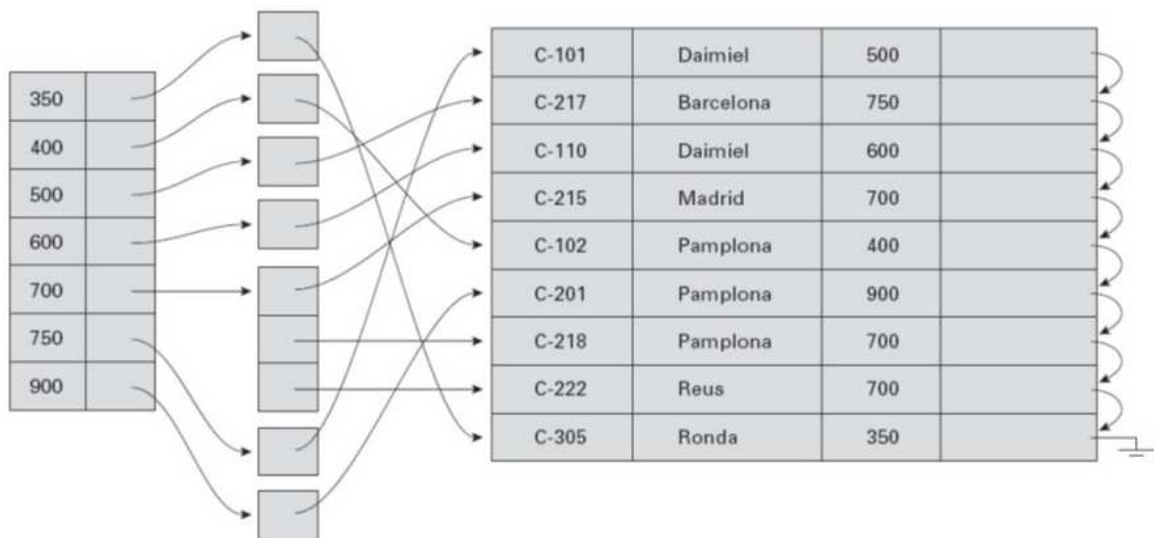 350
400
500
600
700
750
900
C-101 Daimiel 500
C-217 Barcelona 750
C-110 Daimiel 600
C-215 Madrid 700
C-102 Pamplona 400
C-201 Pamplona 900
C-218 Pamplona 700
C-222 Reus 700
C-305 Ronda 350